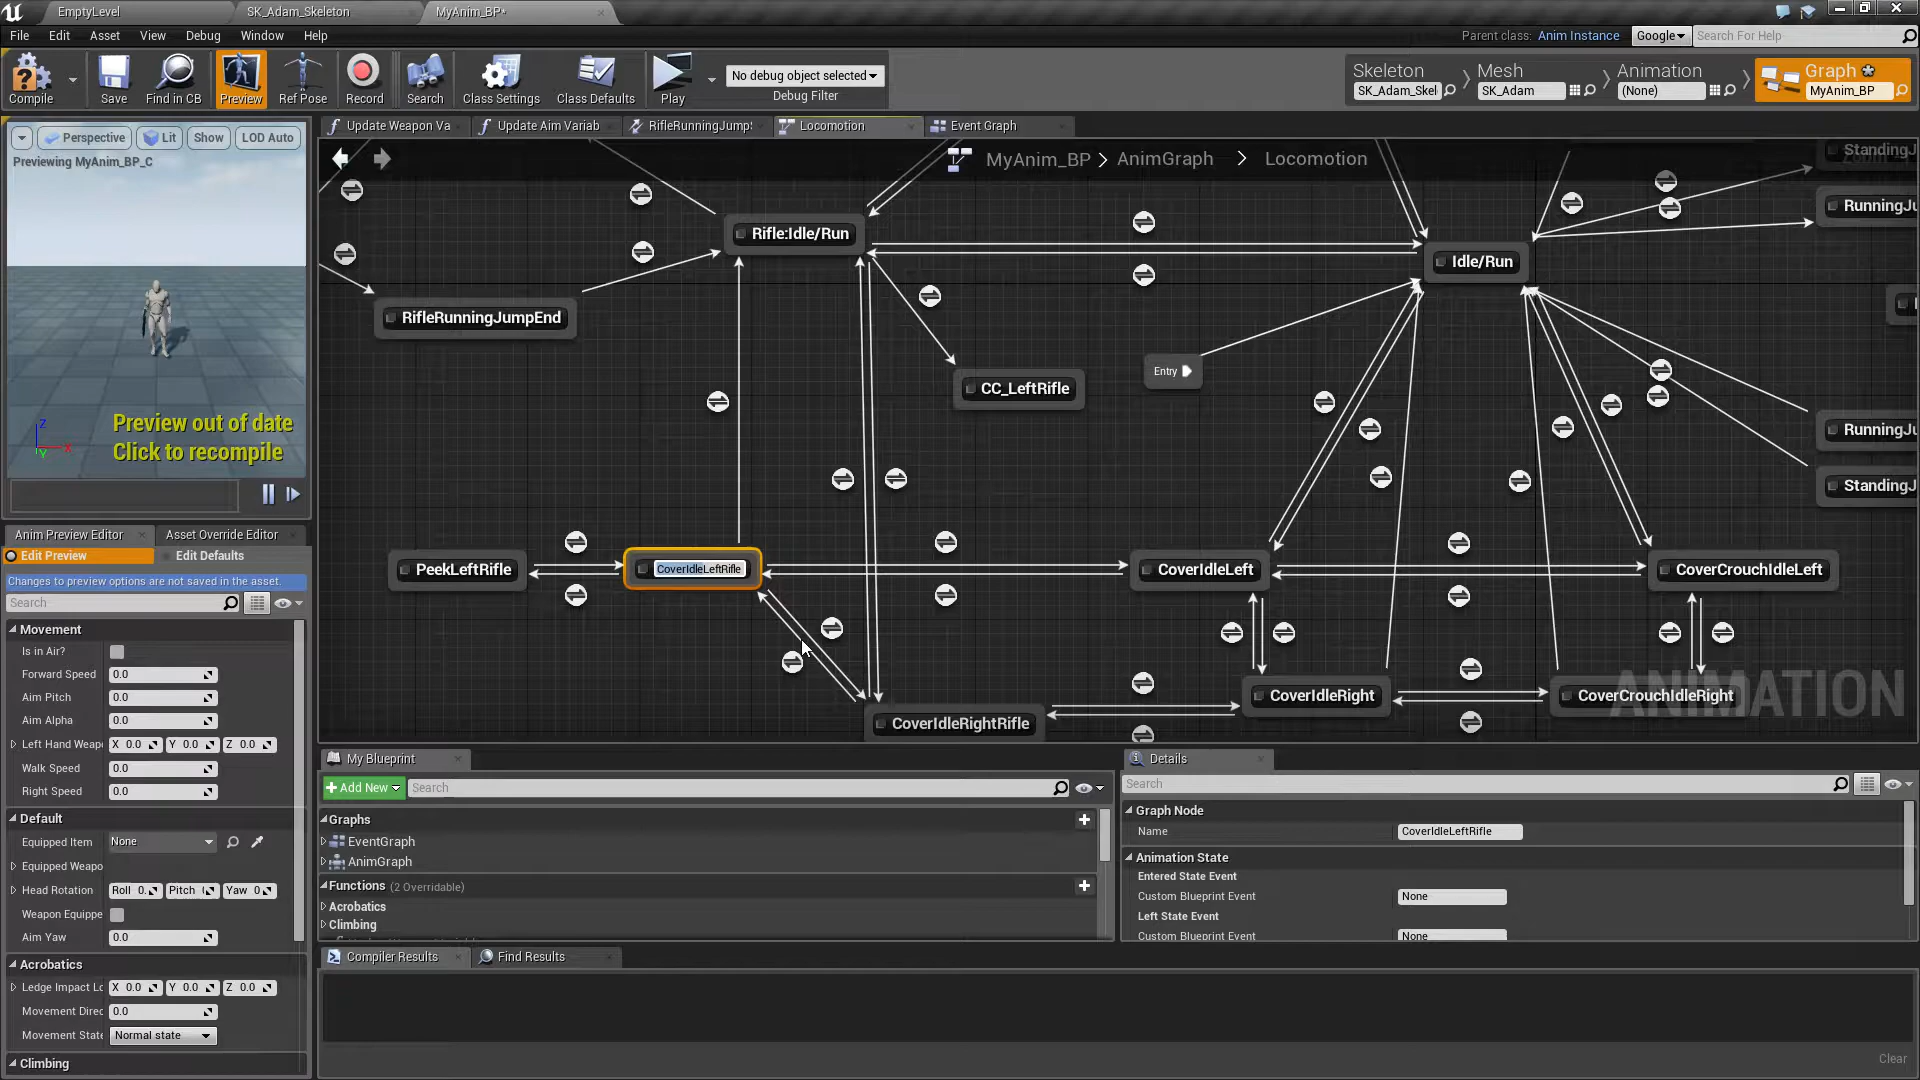 EmptyLevel
SK_Adam_Skeleton
MyAnim_BP*
File
Edit
Asset
View
Debug
Window
Help
Parent class:
Anim Instance
Google
Search For Help
Compile
Save
Find in CB
Preview
Ref Pose
Record
Search
Class Settings
Class Defaults
Play
No debug object selected
Debug Filter
Skeleton
SK_Adam_Skel
Mesh
SK_Adam
Animation
(None)
Graph
MyAnim_BP
Update Weapon Va
Update Aim Variab
RifleRunningJump
Locomotion
Event Graph
Perspective
Lit
Show
LOD Auto
Previewing MyAnim_BP_C
MyAnim_BP > AnimGraph > Locomotion
StandingJ
Rifle:Idle/Run
RunningJu
Idle/Run
RifleRunningJumpEnd
Entry
CC_LeftRifle
Preview out of date
Click to recompile
Z
X
Y
RunningJu
StandingJ
PeekLeftRifle
CoverIdleLeftRifle
CoverIdleLeft
CoverCrouchIdleLeft
CoverIdleRight
CoverCrouchIdleRight
CoverIdleRightRifle
ANIMATION
Anim Preview Editor
Asset Override Editor
Edit Preview
Edit Defaults
Changes to preview options are not saved in the asset.
Search
Movement
Is in Air?
Forward Speed 0.0
Aim Pitch 0.0
Aim Alpha 0.0
Left Hand Weapo X 0.0 Y 0.0 Z 0.0
Walk Speed 0.0
Right Speed 0.0
Default
Equipped Item None
Equipped Weapo
Head Rotation Roll 0. Pitch Yaw 0
Weapon Equippe
Aim Yaw 0.0
Acrobatics
Ledge Impact Lo X 0.0 Y 0.0 Z 0.0
Movement Direc 0.0
Movement State Normal state
Climbing
My Blueprint
Add New
Search
Graphs
EventGraph
AnimGraph
Functions (2 Overridable)
Acrobatics
Climbing
Details
Search
Graph Node
Name CoverIdleLeftRifle
Animation State
Entered State Event
Custom Blueprint Event None
Left State Event
Custom Blueprint Event None
Compiler Results
Find Results
Clear